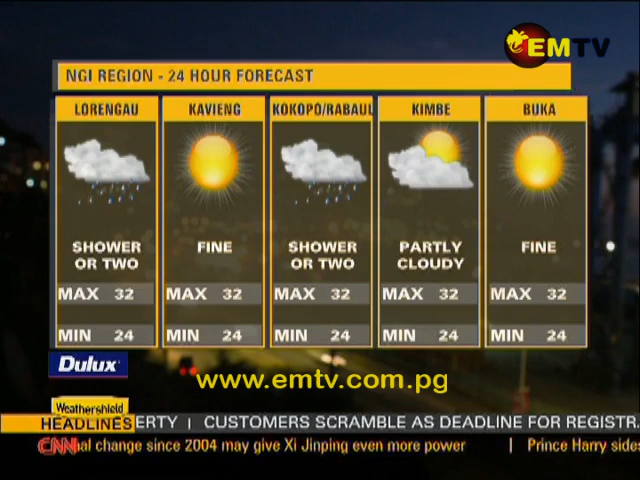 EMTV
NGI REGION - 24 HOUR FORECAST
LORENGAU
SHOWER
OR TWO
MAX 32
MIN 24
KAVIENG
FINE
MAX 32
MIN 24
KOKOPO/RABAUL
SHOWER
OR TWO
MAX 32
MIN 24
KIMBE
PARTLY
CLOUDY
MAX 32
MIN 24
BUKA
FINE
MAX 32
MIN 24
Dulux
Weathershield
www.emtv.com.pg
HEADLINES ERTY | CUSTOMERS SCRAMBLE AS DEADLINE FOR REGISTR
CNN nal change since 2004 may give Xi Jinping even more power | Prince Harry sides